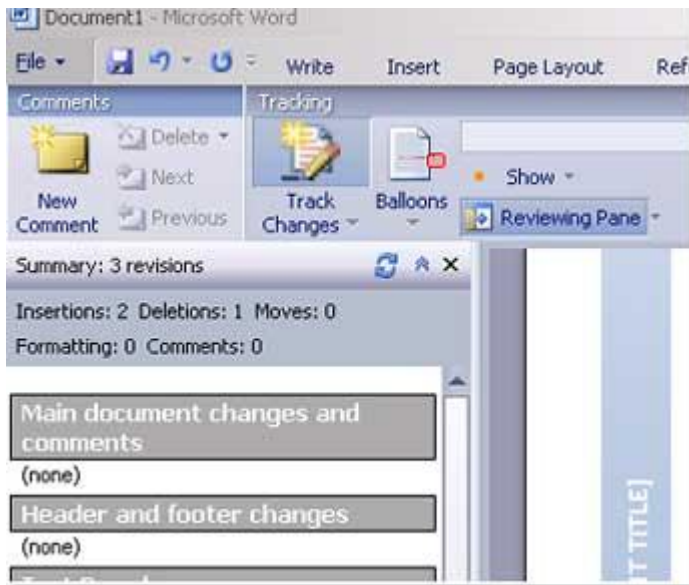 Document1 - Microsoft Word
File
Write Insert Page Layout Ref
Comments Tracking
New Comment
Delete
Next
Previous
Track Changes
Balloons
Show
Reviewing Pane
Summary: 3 revisions
Insertions: 2 Deletions: 1 Moves: 0
Formatting: 0 Comments: 0
Main document changes and
comments
(none)
Header and footer changes
(none)
T TITLE]